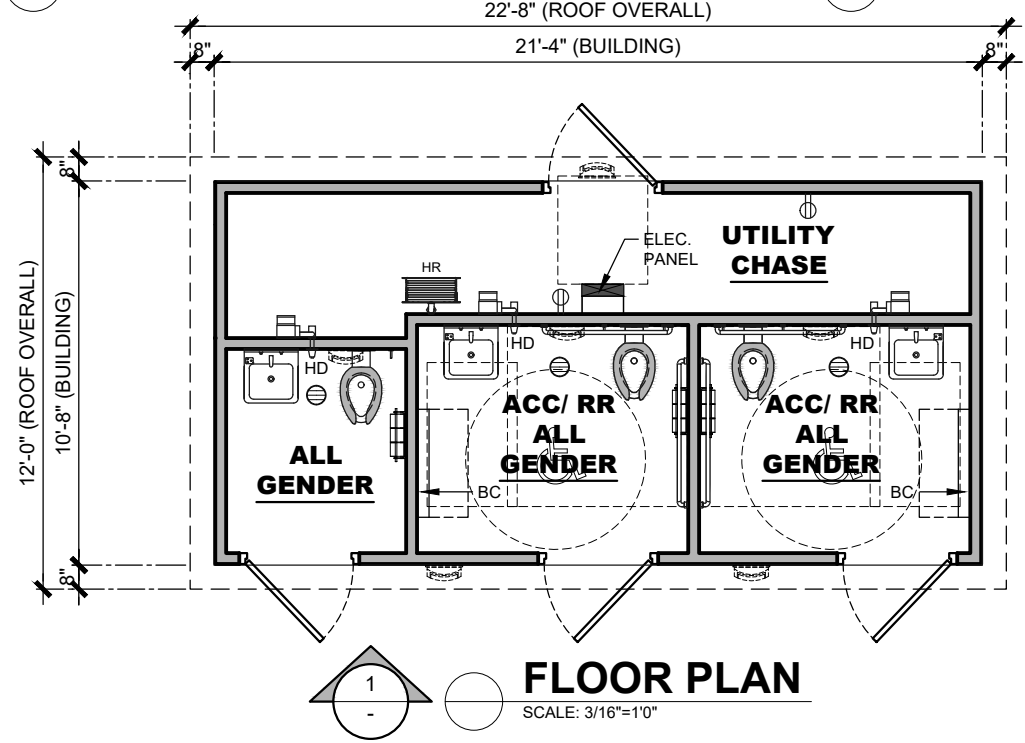 22'-8" (ROOF OVERALL)
8"
21'-4" (BUILDING)
8"
8"
12'-0" (ROOF OVERALL)
10'-8" (BUILDING)
8"
ELEC.
PANEL
UTILITY
CHASE
HR
HD
HD
HD
ALL
GENDER
ACC/ RR
ALL
GENDER
BC
ACC/ RR
ALL
GENDER
BC
1
-
FLOOR PLAN
SCALE: 3/16"=1'0"